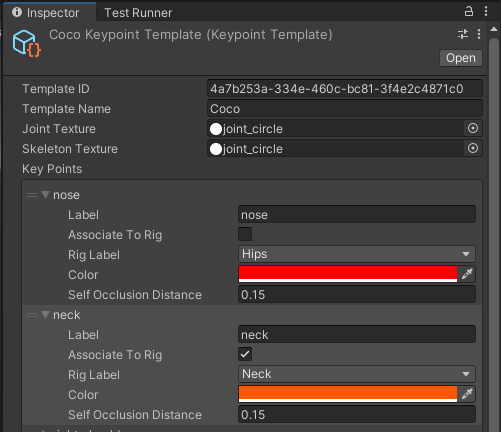 Inspector
Test Runner
Coco Keypoint Template (Keypoint Template)
Open
Template ID 4a7b253a-334e-460c-bc81-3f4e2c4871c0
Template Name Coco
Joint Texture joint_circle
Skeleton Texture joint_circle
Key Points
nose
Label nose
Associate To Rig
Rig Label Hips
Color
Self Occlusion Distance 0.15
neck
Label neck
Associate To Rig
Rig Label Neck
Color
Self Occlusion Distance 0.15